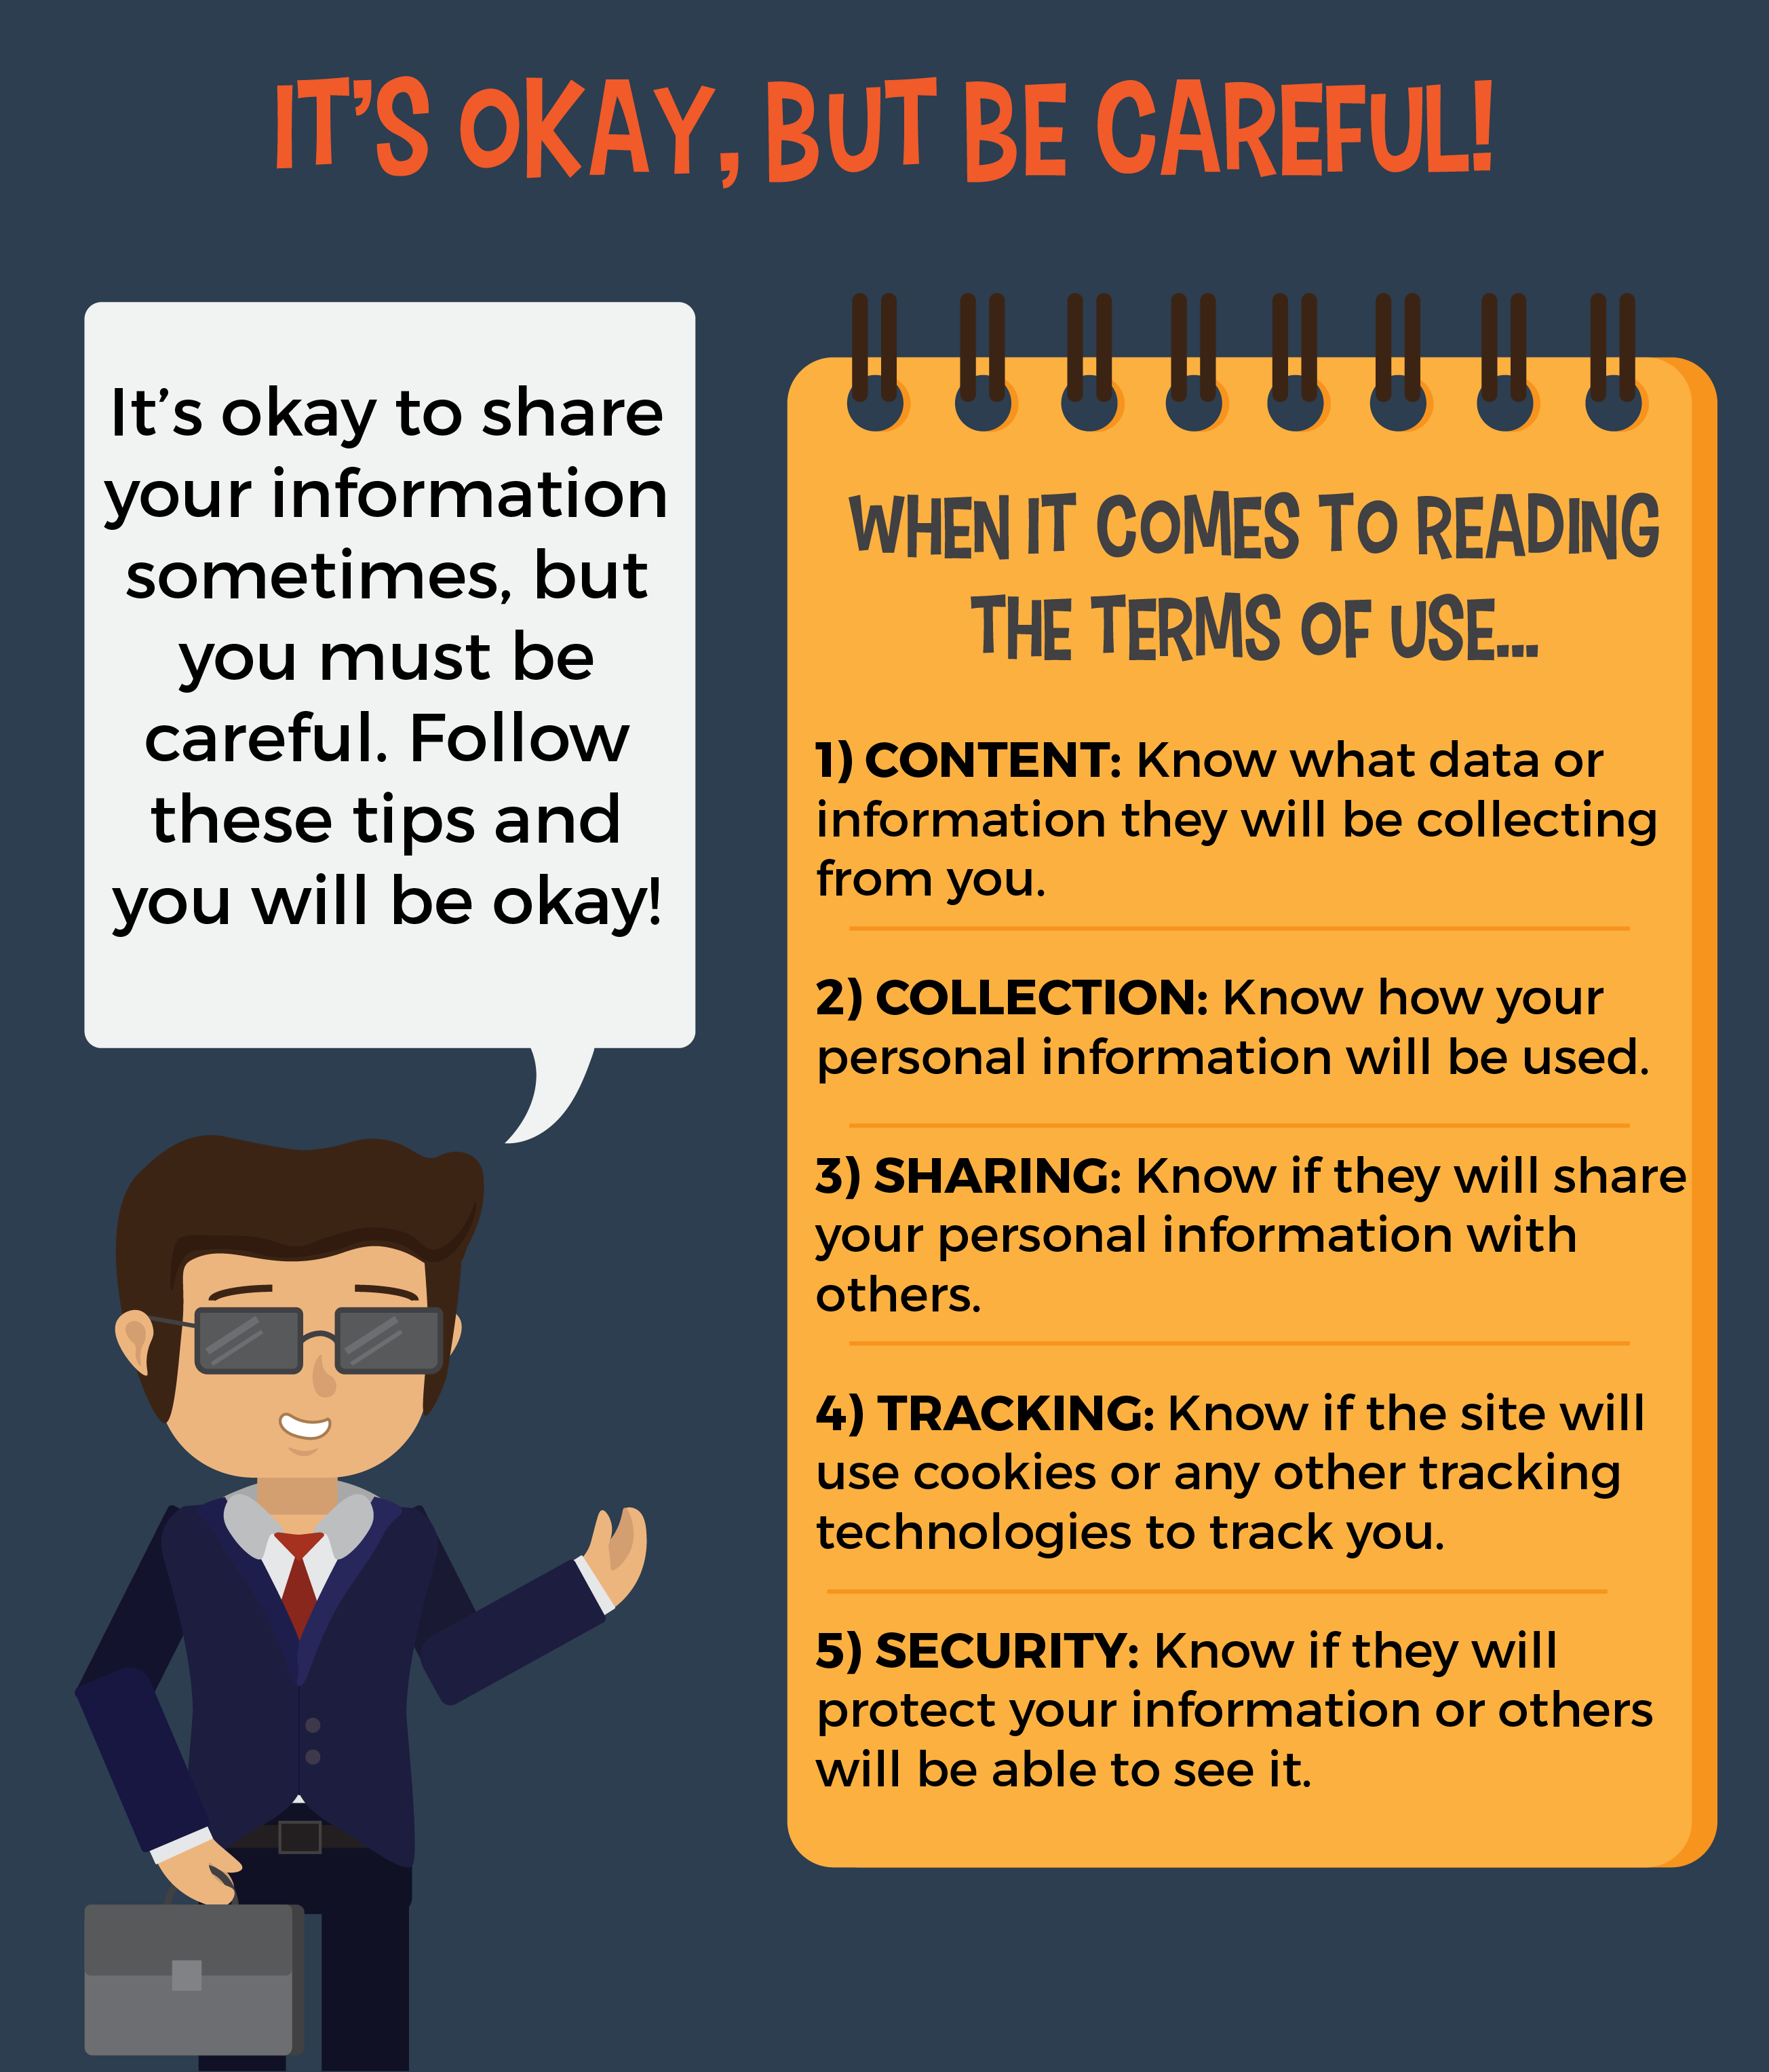 IT'S OKAY, BUT BE CAREFUL!
It's okay to share
your information
sometimes, but
you must be
careful. Follow
these tips and
you will be okay!
WHEN IT COMES TO READING
THE TERMS OF USE...
1) CONTENT: Know what data or
information they will be collecting
from you.
2) COLLECTION: Know how your
personal information will be used.
3) SHARING: Know if they will share
your personal information with
others.
4) TRACKING: Know if the site will
use cookies or any other tracking
technologies to track you.
5) SECURITY: Know if they will
protect your information or others
will be able to see it.